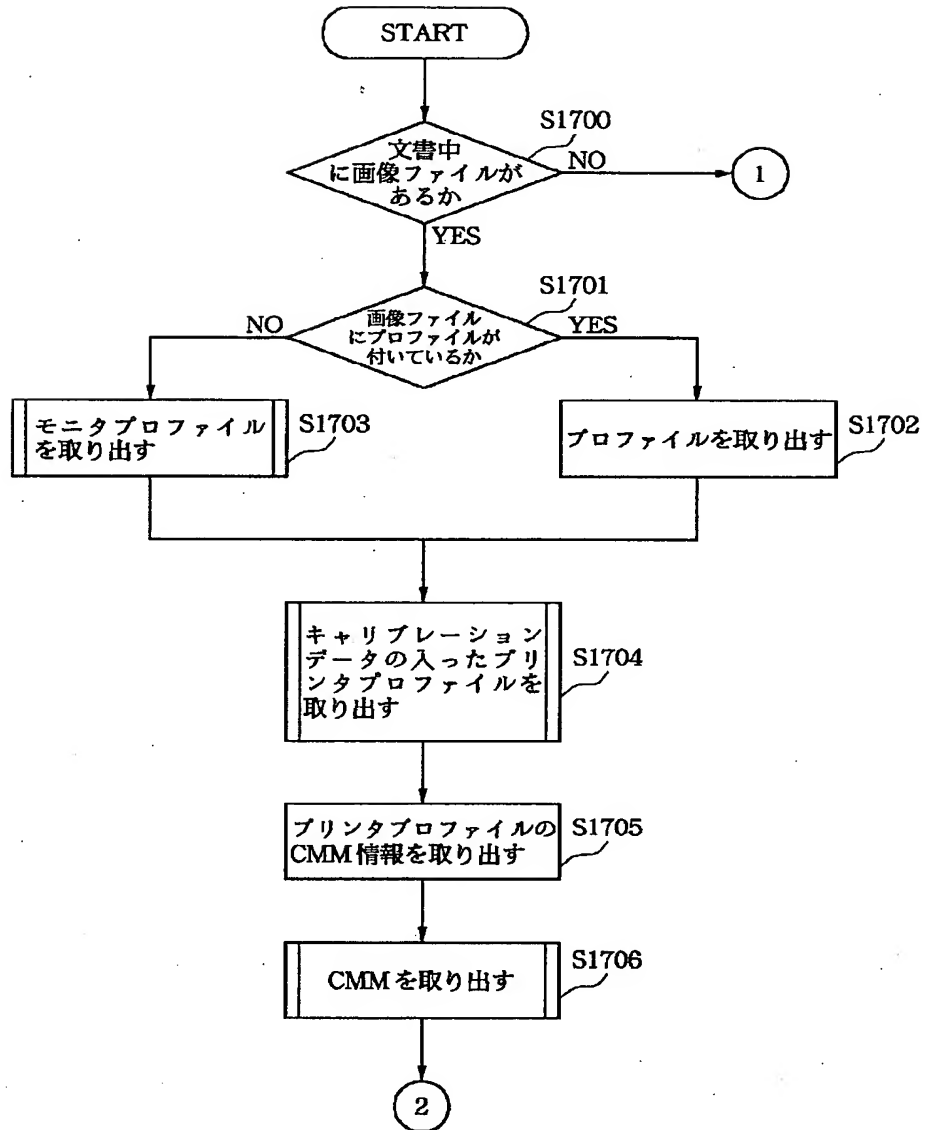 START
S1700
文書中
に画像ファイルが
あるか
NO
1
YES
S1701
画像ファイル
にプロファイルが
付いているか
NO
YES
モニタプロファイル
を取り出す
S1703
プロファイルを取り出す
S1702
キャリブレーション
データの入ったプリ
ンタプロファイルを
取り出す
S1704
プリンタプロファイルの
CMM情報を取り出す
S1705
CMMを取り出す
S1706
2